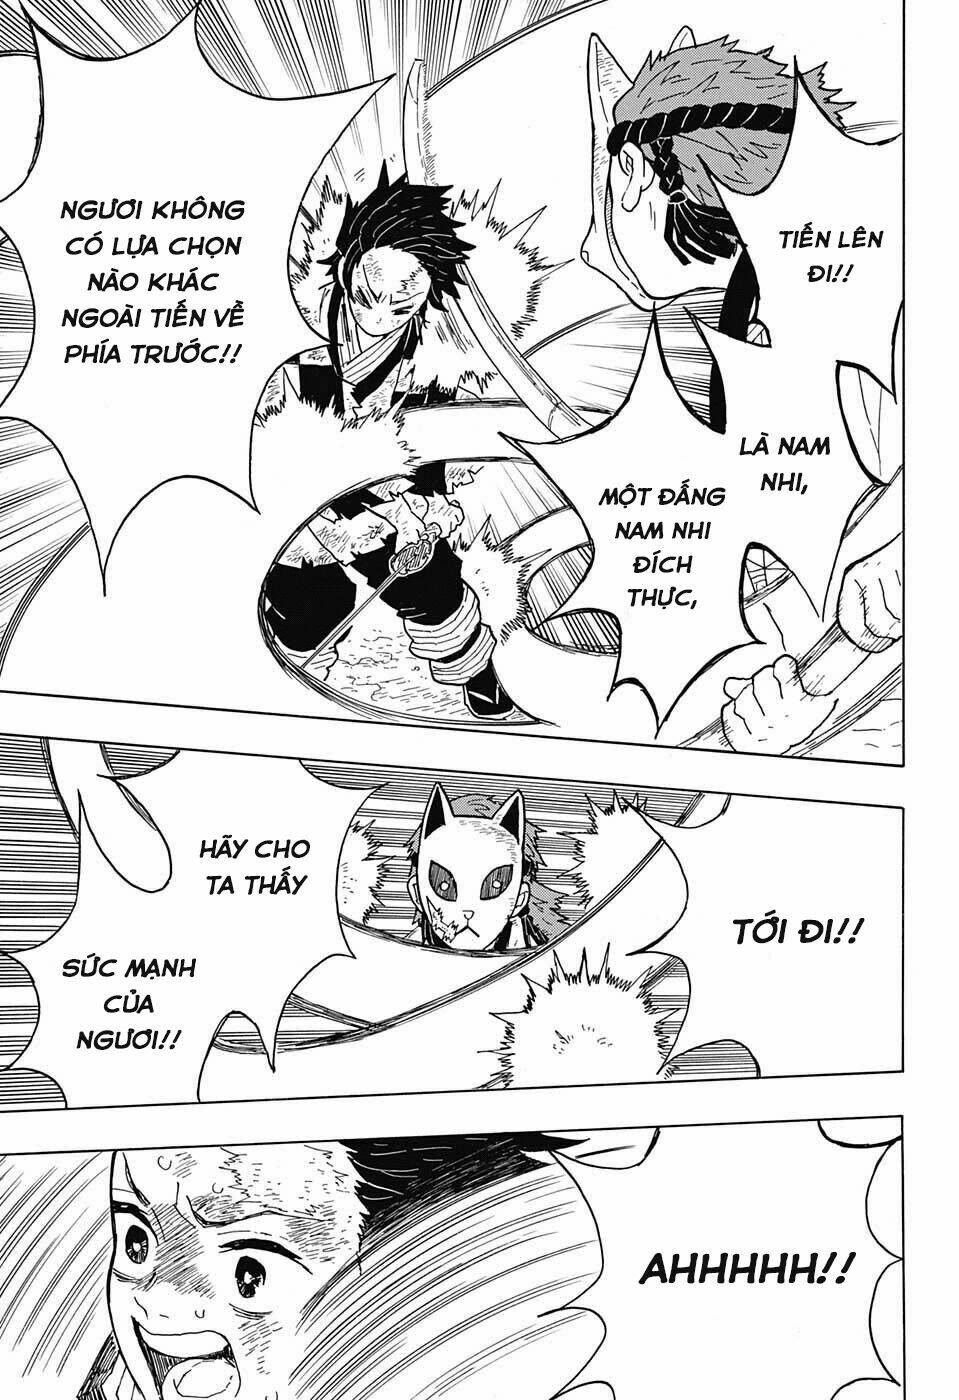 TIẾN LÊN
ĐI!!
LÀ NAM
NHI,
MỘT ĐẤNG
NAM NHI
ĐÍCH
THỰC,
NGƯƠI KHÔNG
CÓ LỰA CHỌN
NÀO KHÁC
NGOÀI TIẾN VỀ
PHÍA TRƯỚC!!
TỚI ĐI!!
HÃY CHO
TA THẤY
SỨC MẠNH
CỦA
NGƯƠI!!
AHHHHH!!